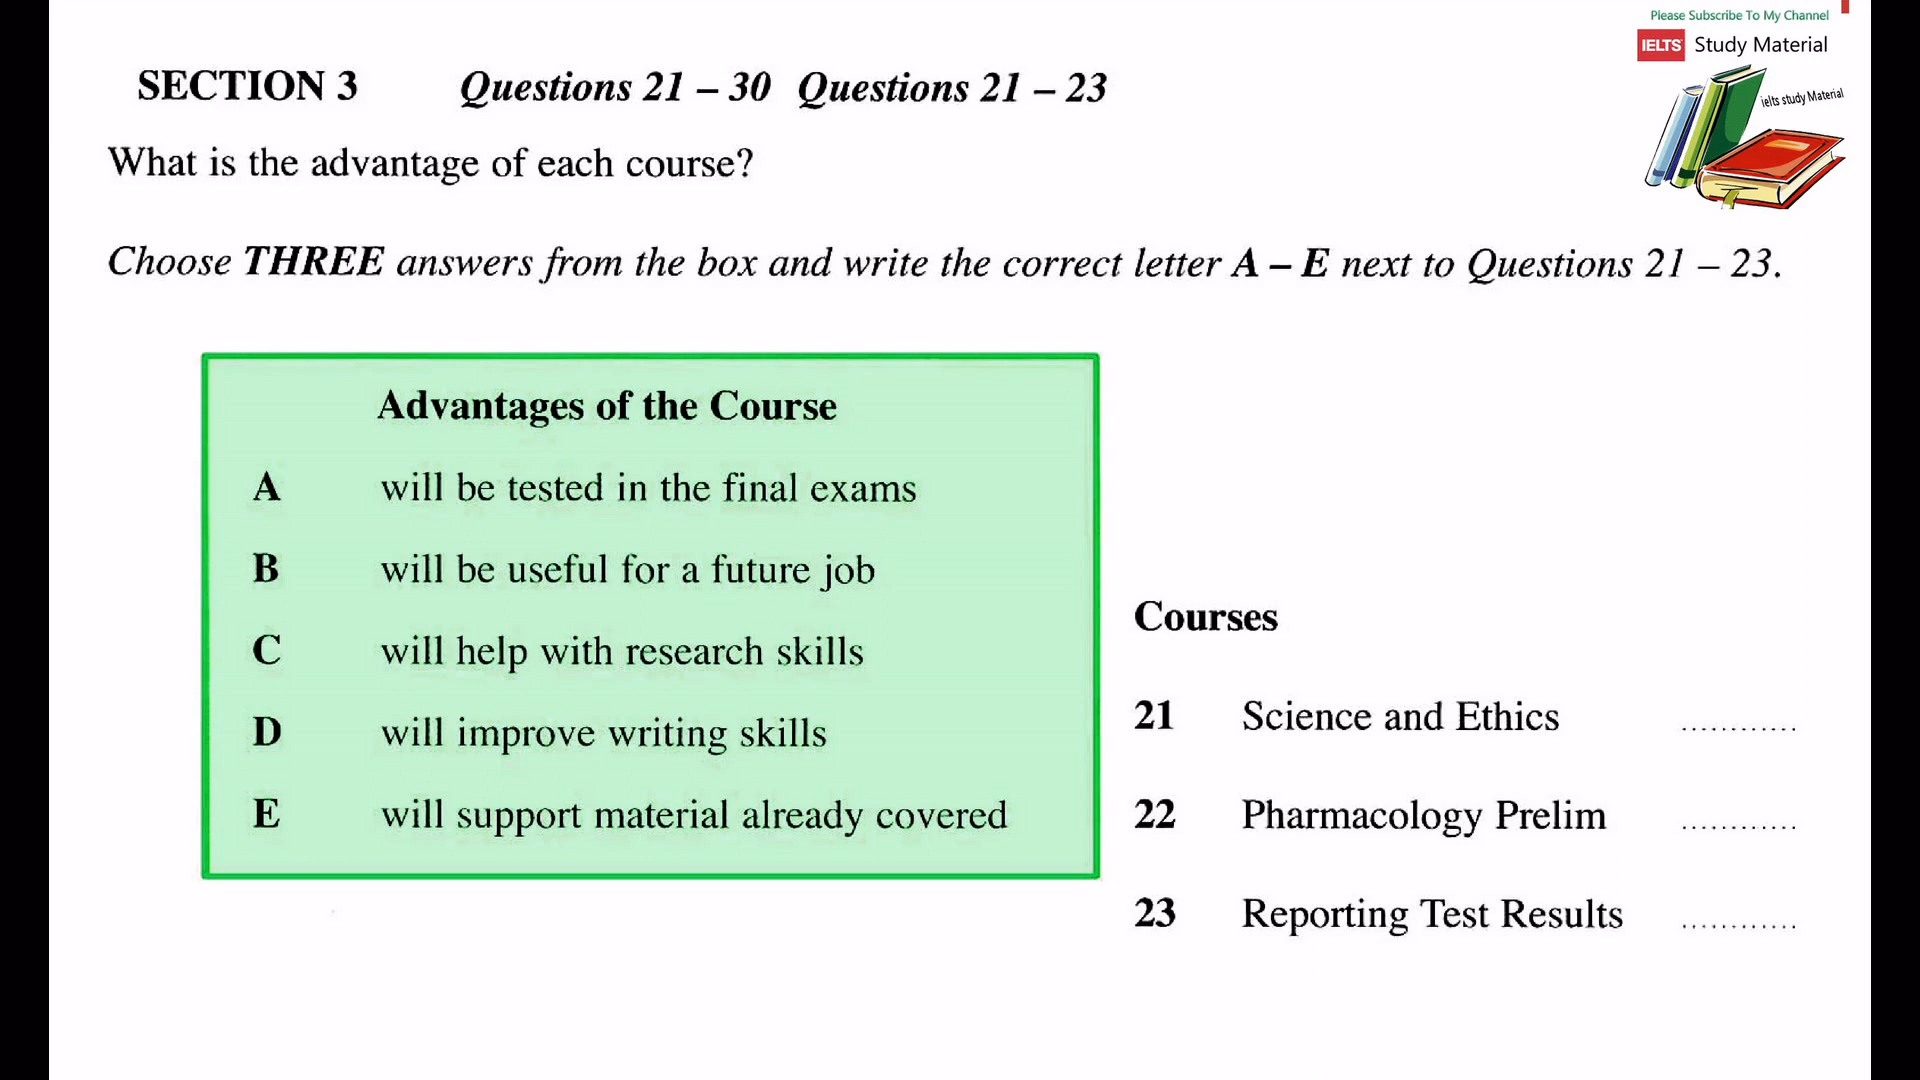 Please Subscribe To My Channel
IELTS Study Material
ielts study Material
SECTION 3 Questions 21 – 30 Questions 21 – 23
What is the advantage of each course?
Choose THREE answers from the box and write the correct letter A – E next to Questions 21 – 23.
Advantages of the Course
A will be tested in the final exams
B will be useful for a future job
C will help with research skills
D will improve writing skills
E will support material already covered
Courses
21 Science and Ethics ............
22 Pharmacology Prelim ............
23 Reporting Test Results ............